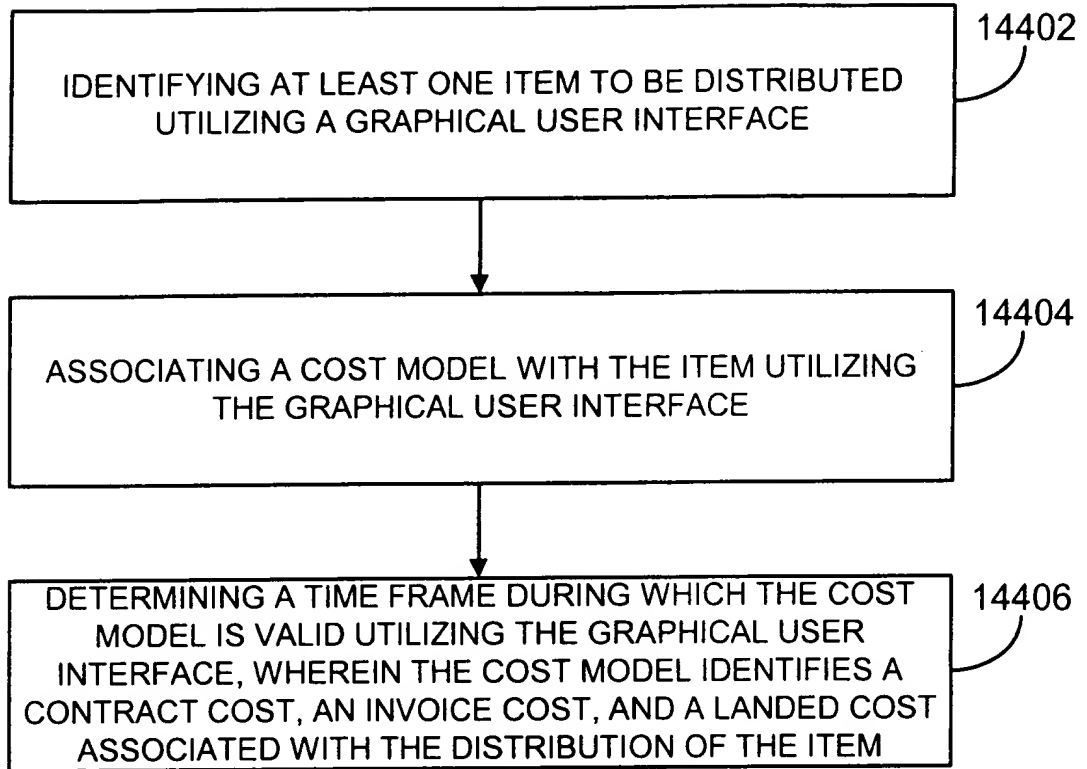 14402
IDENTIFYING AT LEAST ONE ITEM TO BE DISTRIBUTED
UTILIZING A GRAPHICAL USER INTERFACE
14404
ASSOCIATING A COST MODEL WITH THE ITEM UTILIZING
THE GRAPHICAL USER INTERFACE
14406
DETERMINING A TIME FRAME DURING WHICH THE COST
MODEL IS VALID UTILIZING THE GRAPHICAL USER
INTERFACE, WHEREIN THE COST MODEL IDENTIFIES A
CONTRACT COST, AN INVOICE COST, AND A LANDED COST
ASSOCIATED WITH THE DISTRIBUTION OF THE ITEM